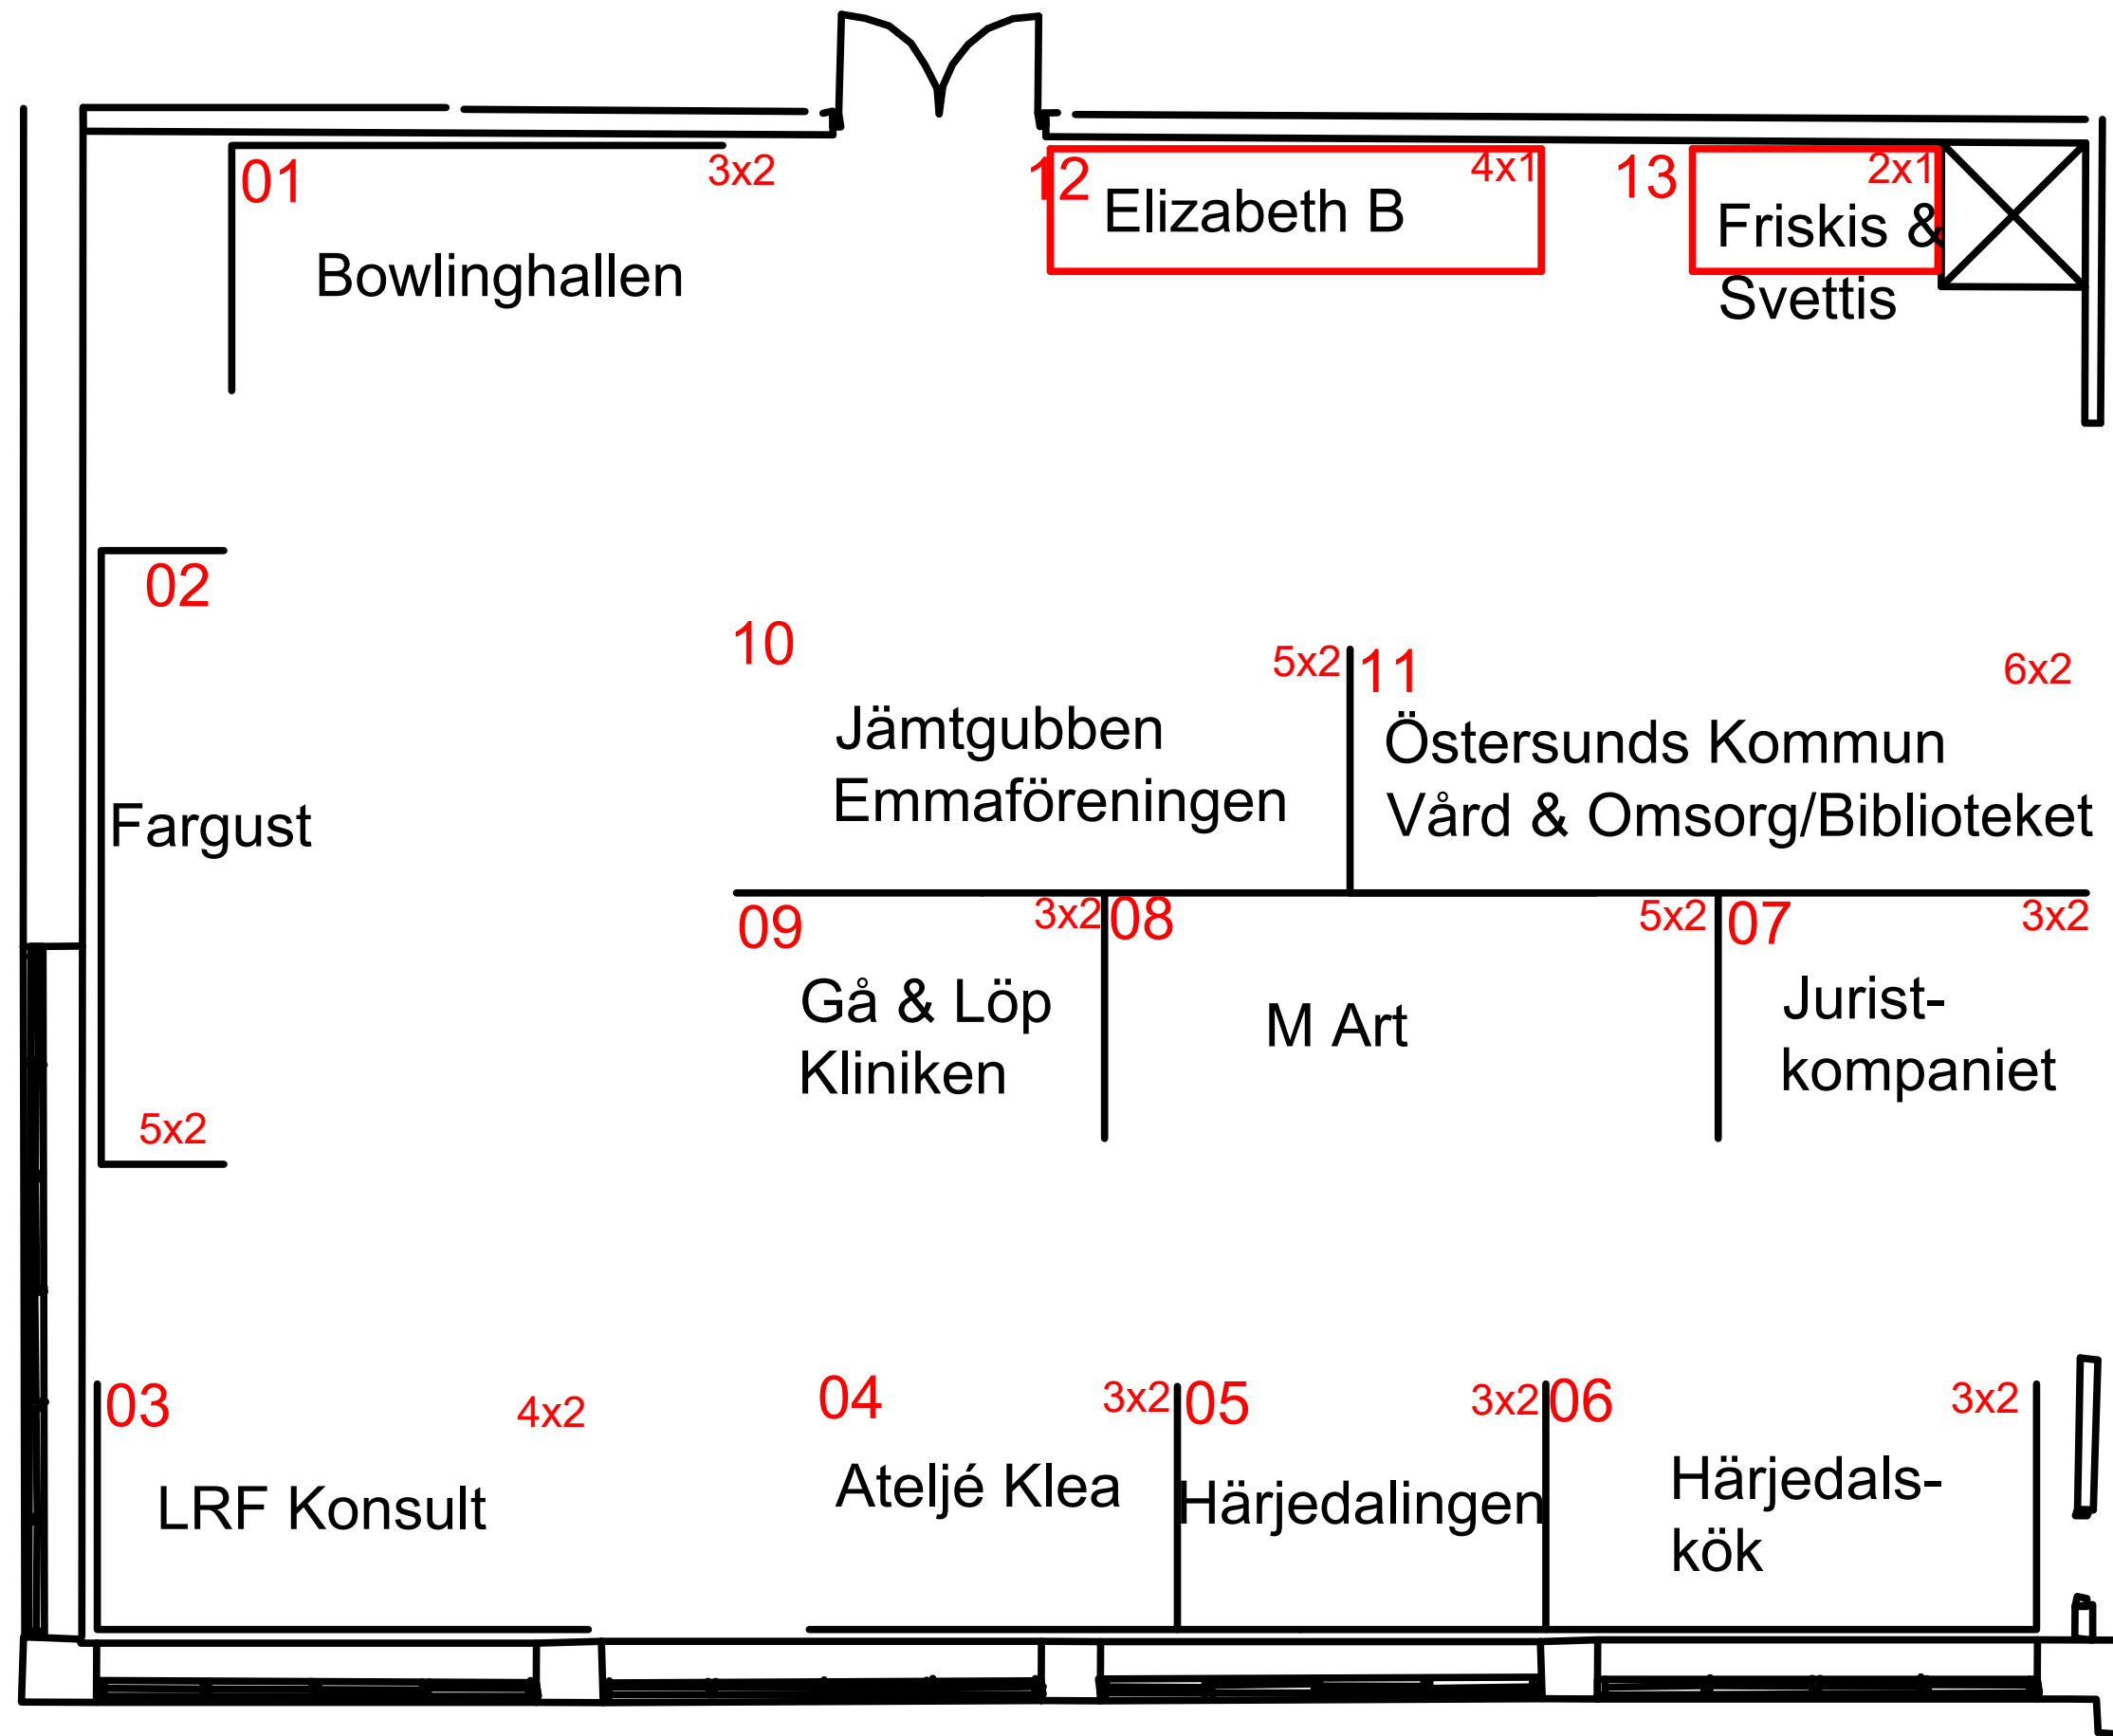 01 3x2
Bowlinghallen
12 4x1
Elizabeth B
13 2x1
Friskis &
Svettis
02
Fargust
5x2
10 5x2
Jämtgubben
Emmaföreningen
11 6x2
Östersunds Kommun
Vård & Omsorg/Biblioteket
09 3x2
Gå & Löp
Kliniken
08 5x2
M Art
07 3x2
Jurist-
kompaniet
03 4x2
LRF Konsult
04 3x2
Ateljé Klea
05 3x2
Härjedalingen
06 3x2
Härjedals-
kök